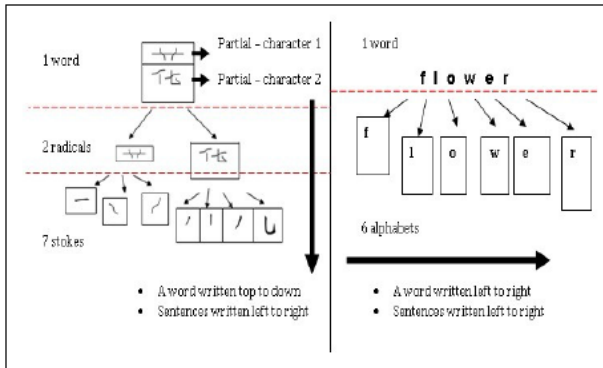 1 word
Partial - character 1
Partial - character 2
2 radicals
7 stokes
• A word written top to down
• Sentences written left to right
1 word
flower
f l o w e r
6 alphabets
• A word written left to right
• Sentences written left to right